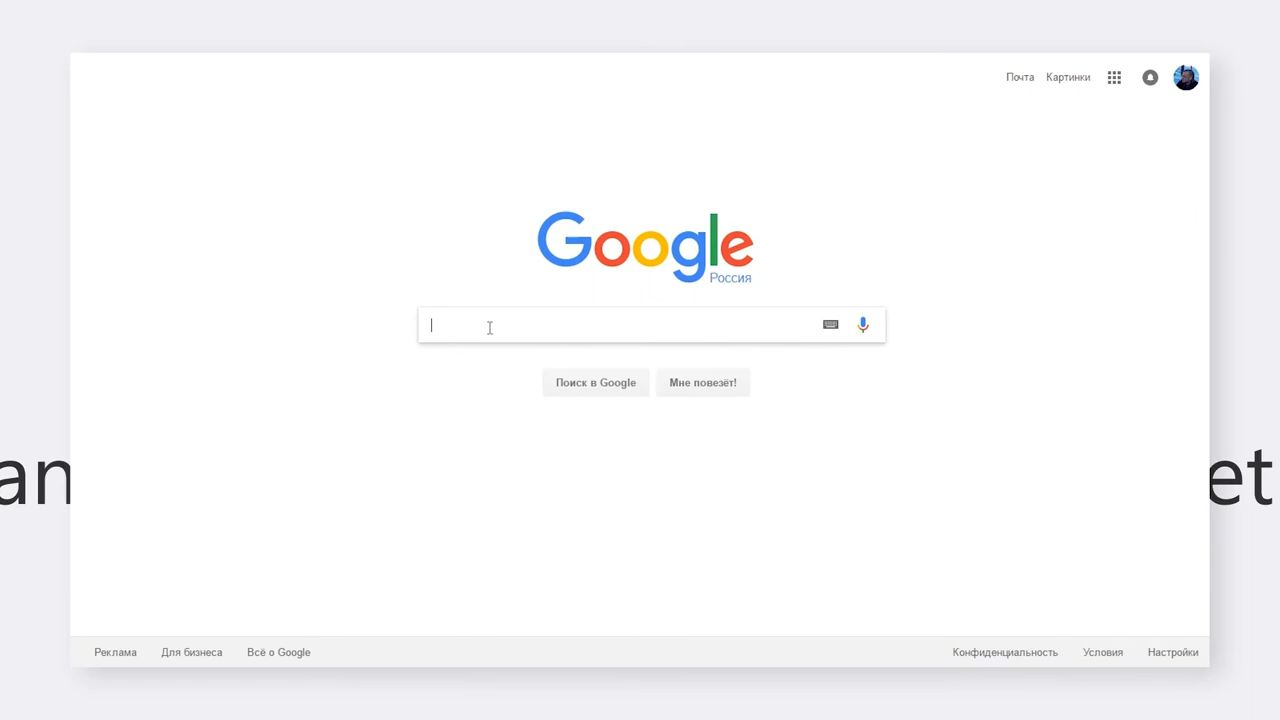 Почта Картинки
Google
Россия
Поиск в Google Мне повезёт!
an et
Реклама Для бизнеса Всё о Google Конфиденциальность Условия Настройки